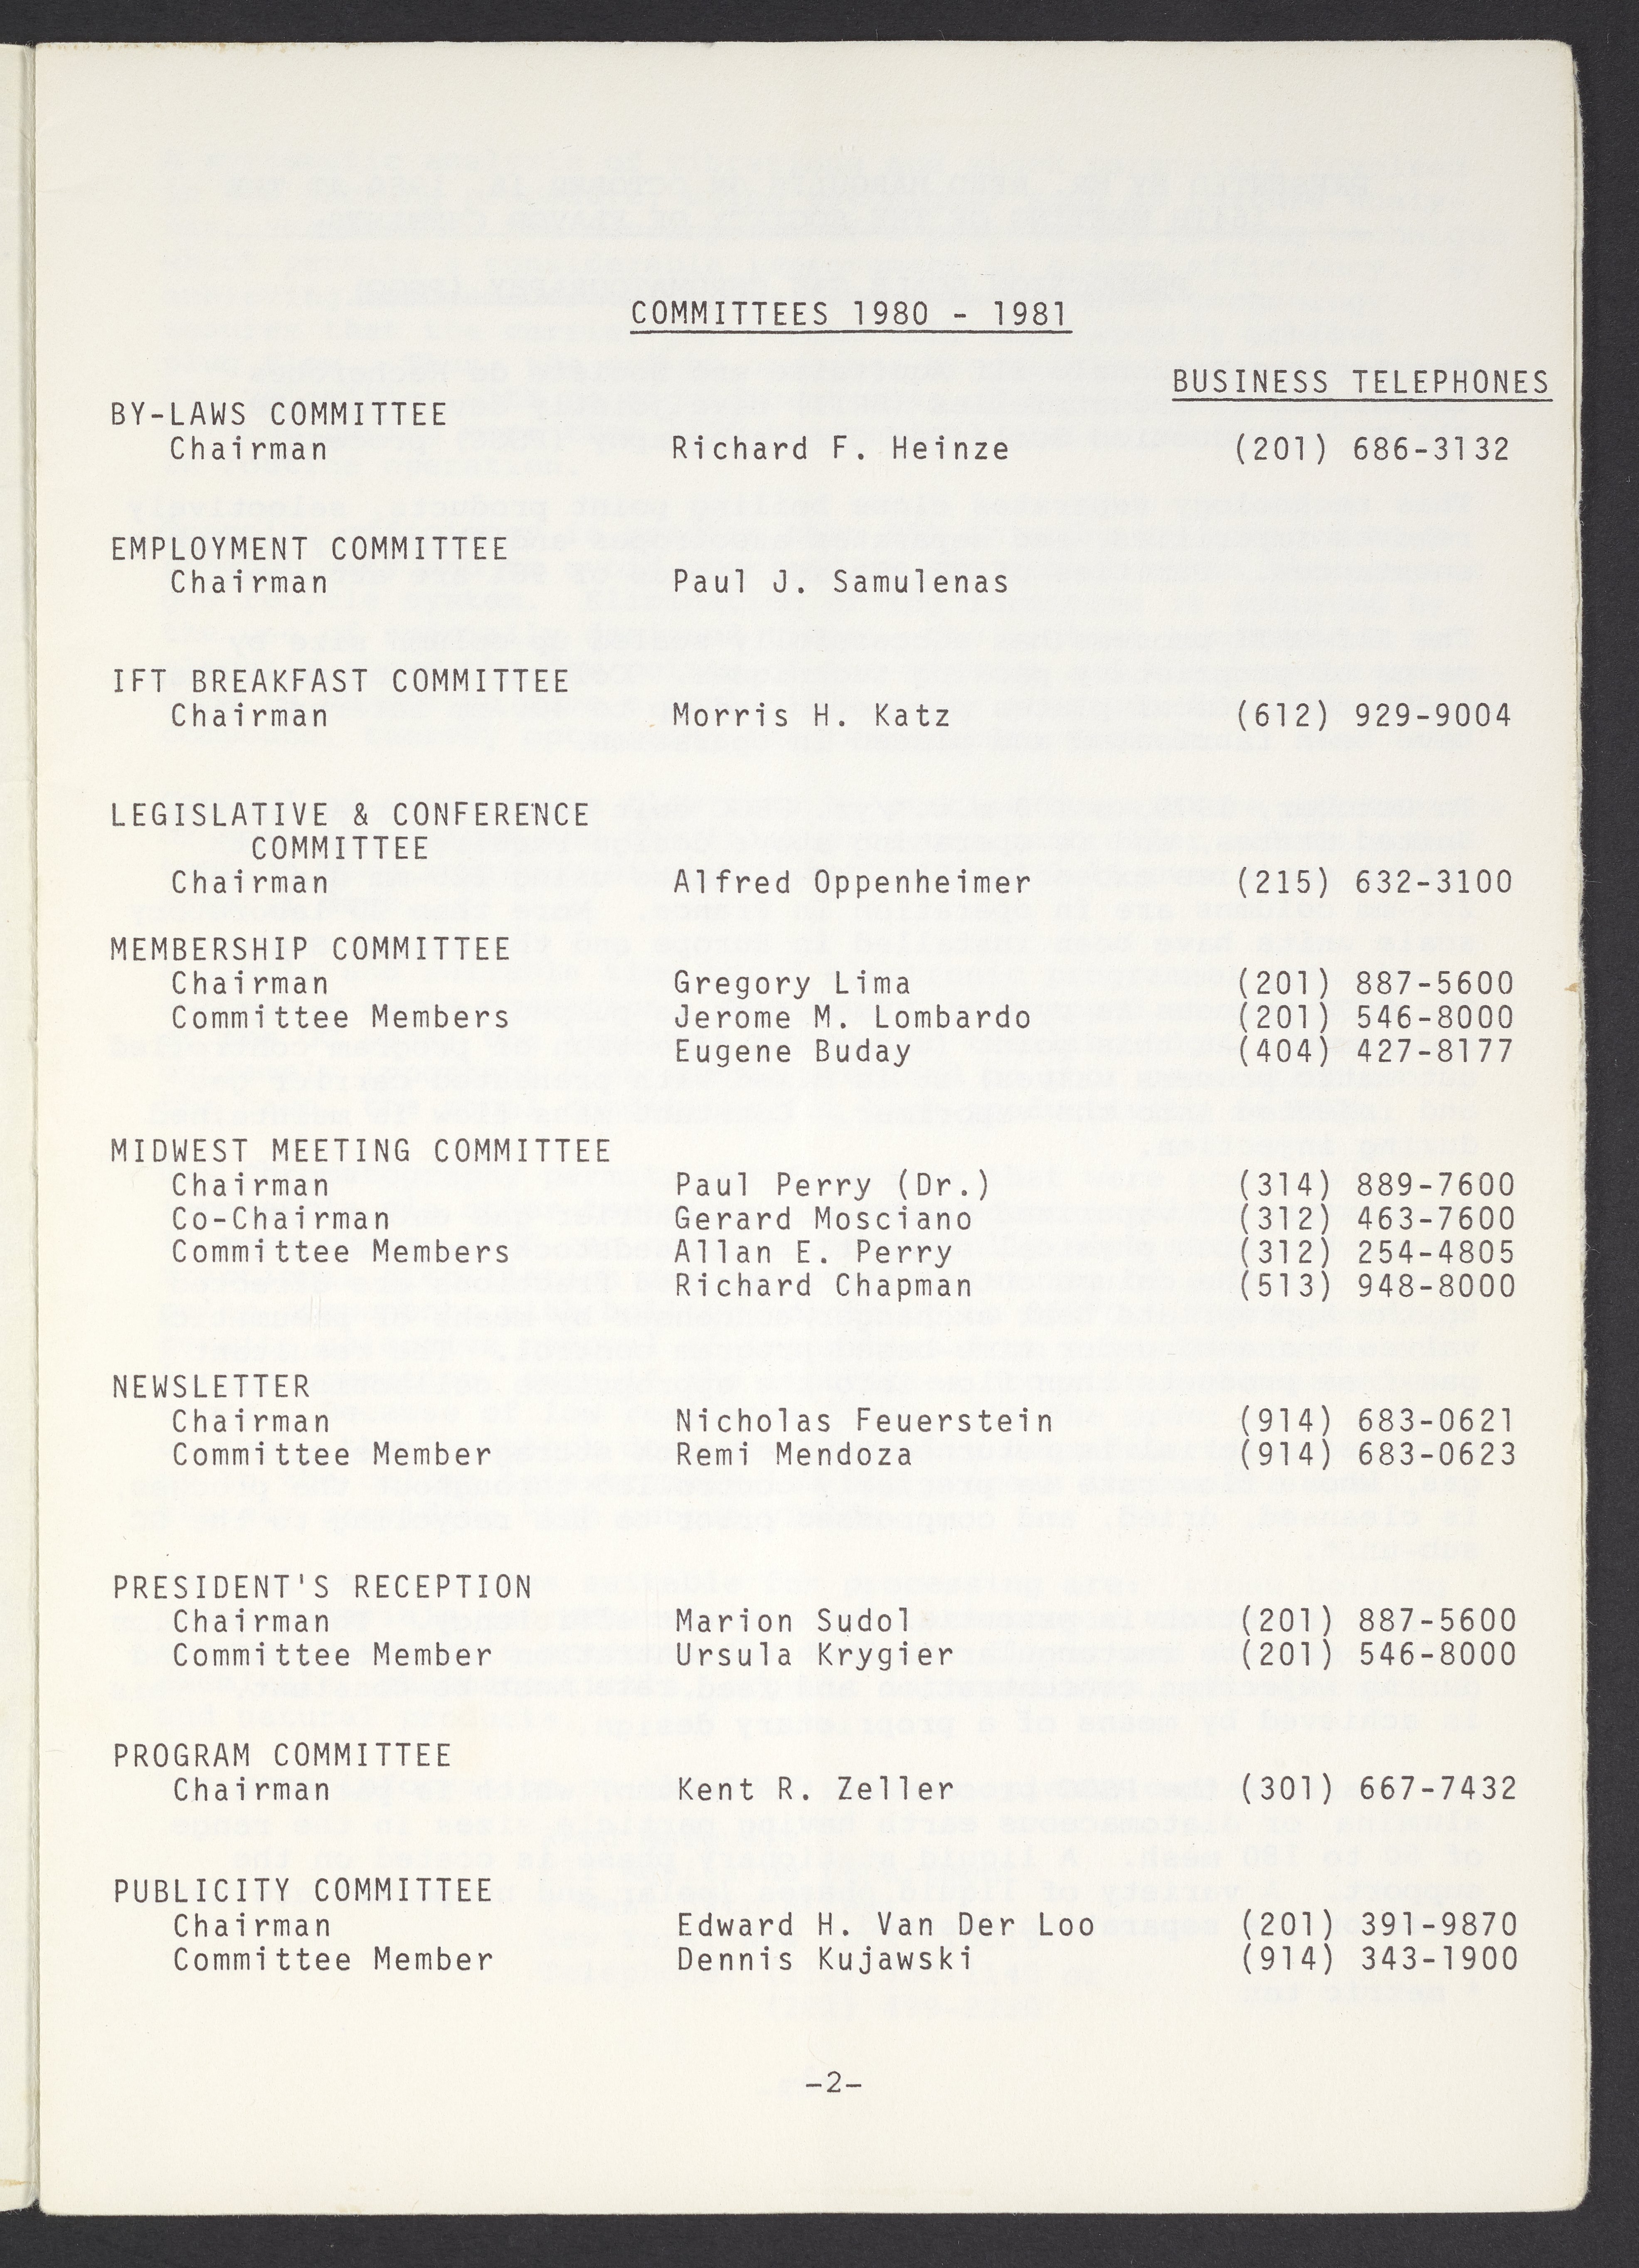 COMMITTEES 1980 - 1981
BUSINESS TELEPHONES
BY-LAWS COMMITTEE
Chairman Richard F. Heinze (201) 686-3132
EMPLOYMENT COMMITTEE
Chairman Paul J. Samulenas
IFT BREAKFAST COMMITTEE
Chairman Morris H. Katz (612) 929-9004
LEGISLATIVE & CONFERENCE
COMMITTEE
Chairman Alfred Oppenheimer (215) 632-3100
MEMBERSHIP COMMITTEE
Chairman Gregory Lima (201) 887-5600
Committee Members Jerome M. Lombardo (201) 546-8000
Eugene Buday (404) 427-8177
MIDWEST MEETING COMMITTEE
Chairman Paul Perry (Dr.) (314) 889-7600
Co-Chairman Gerard Mosciano (312) 463-7600
Committee Members Allan E. Perry (312) 254-4805
Richard Chapman (513) 948-8000
NEWSLETTER
Chairman Nicholas Feuerstein (914) 683-0621
Committee Member Remi Mendoza (914) 683-0623
PRESIDENT'S RECEPTION
Chairman Marion Sudol (201) 887-5600
Committee Member Ursula Krygier (201) 546-8000
PROGRAM COMMITTEE
Chairman Kent R. Zeller (301) 667-7432
PUBLICITY COMMITTEE
Chairman Edward H. Van Der Loo (201) 391-9870
Committee Member Dennis Kujawski (914) 343-1900
-2-